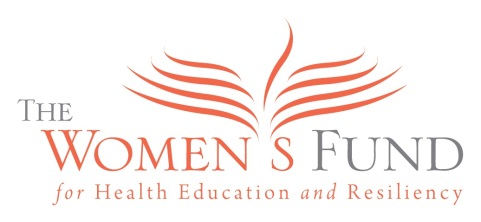 THE
WOMEN'S FUND
for Health Education and Resiliency